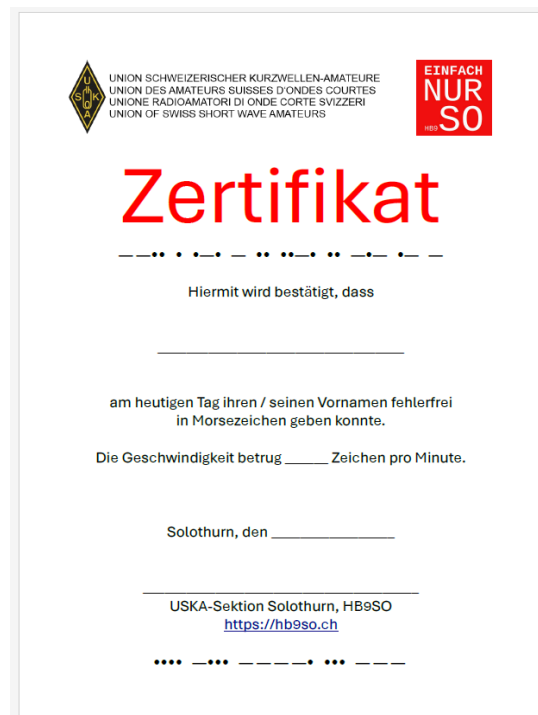 U
S K
A
UNION SCHWEIZERISCHER KURZWELLEN-AMATEURE
UNION DES AMATEURS SUISSES D'ONDES COURTES
UNIONE RADIOAMATORI DI ONDE CORTE SVIZZERI
UNION OF SWISS SHORT WAVE AMATEURS
EINFACH
NUR
HB9 SO
Zertifikat
— —•• • •—• — •• ••—• •• —•— •— —
Hiermit wird bestätigt, dass
am heutigen Tag ihren / seinen Vornamen fehlerfrei
in Morsezeichen geben konnte.
Die Geschwindigkeit betrug ______ Zeichen pro Minute.
Solothurn, den _________________
USKA-Sektion Solothurn, HB9SO
https://hb9so.ch
•••• —••• — — — —• ••• — — —